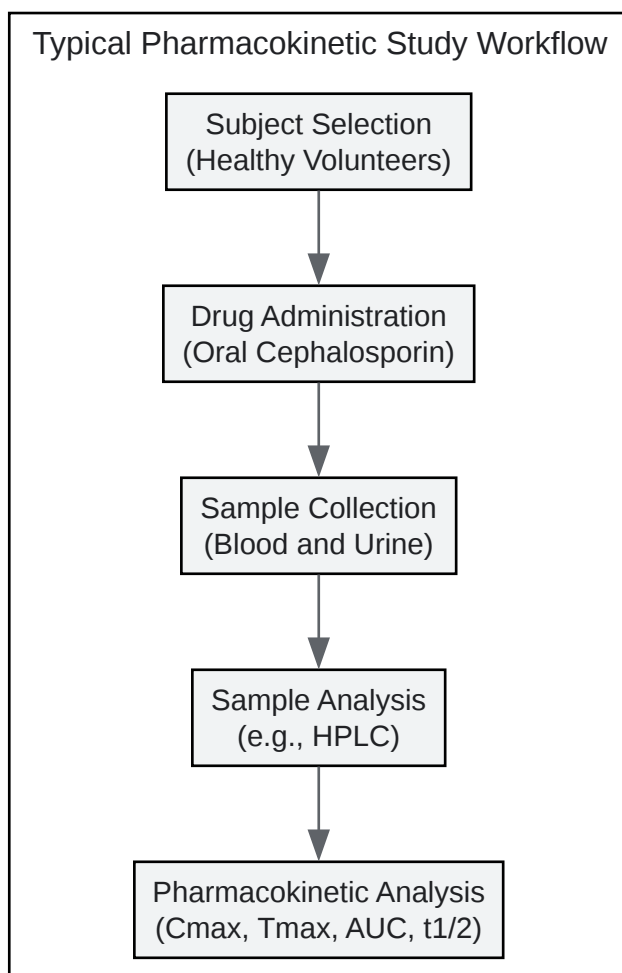 Typical Pharmacokinetic Study Workflow
Subject Selection
(Healthy Volunteers)
Drug Administration
(Oral Cephalosporin)
Sample Collection
(Blood and Urine)
Sample Analysis
(e.g., HPLC)
Pharmacokinetic Analysis
(Cmax, Tmax, AUC, t1/2)